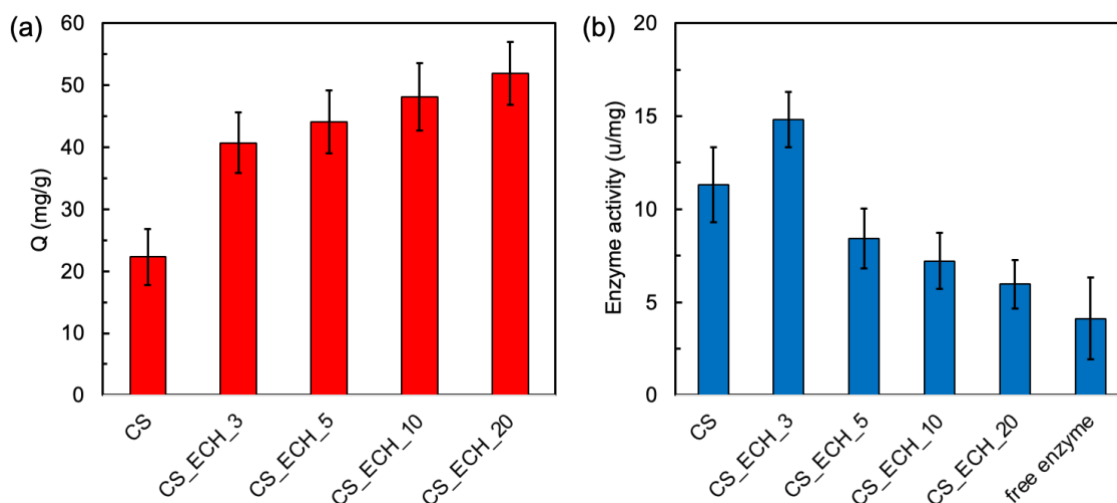 (a)
Q (mg/g)
60
50
40
30
20
10
0
CS
CS_ECH_3
CS_ECH_5
CS_ECH_10
CS_ECH_20
(b)
Enzyme activity (u/mg)
20
15
10
5
0
CS
CS_ECH_3
CS_ECH_5
CS_ECH_10
CS_ECH_20
free enzyme